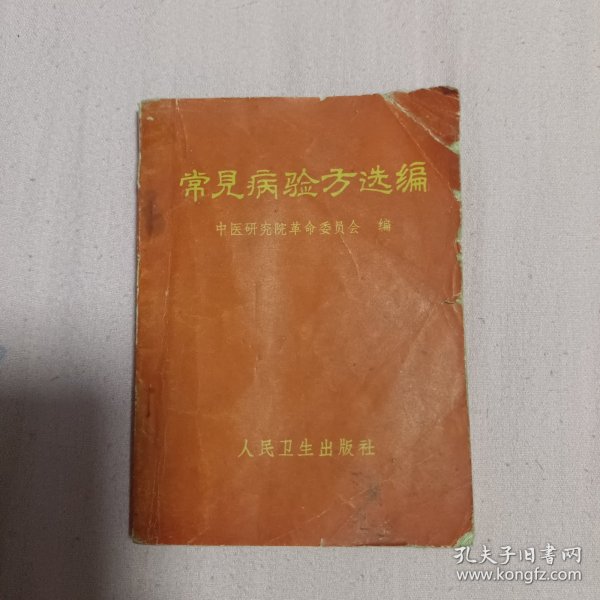 常見病验方选编
中医研究院革命委员会 编
人民卫生出版社
孔夫子旧書网
www.kongfz.com